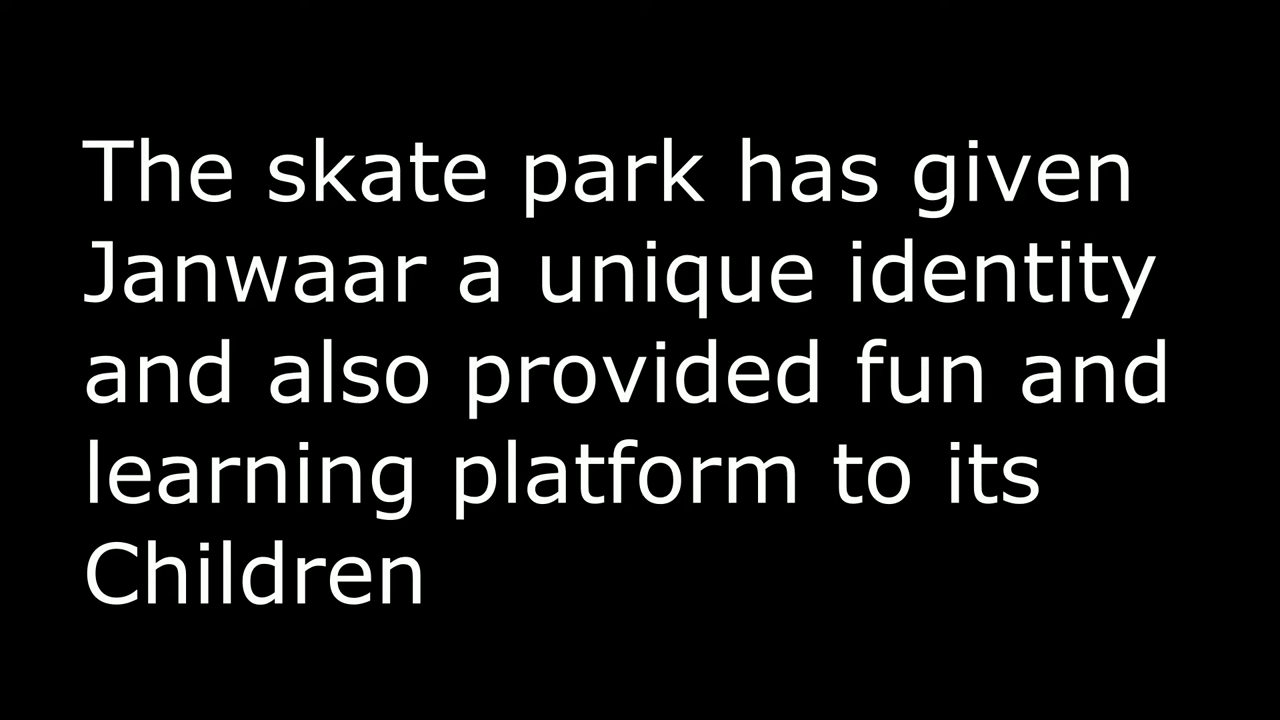 The skate park has given
Janwaar a unique identity
and also provided fun and
learning platform to its
Children